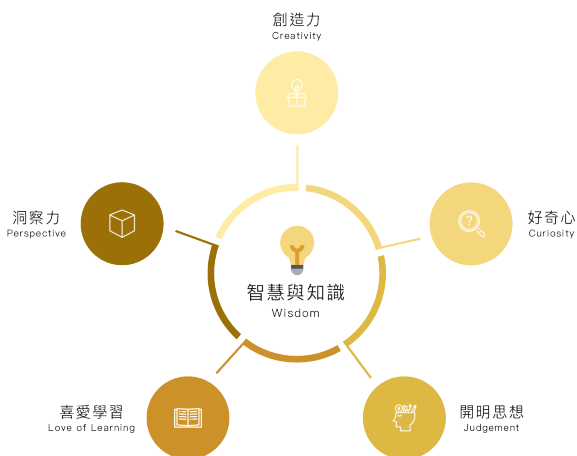 創造力
Creativity
洞察力
Perspective
?
好奇心
Curiosity
智慧與知識
Wisdom
喜愛學習
Love of Learning
開明思想
Judgement